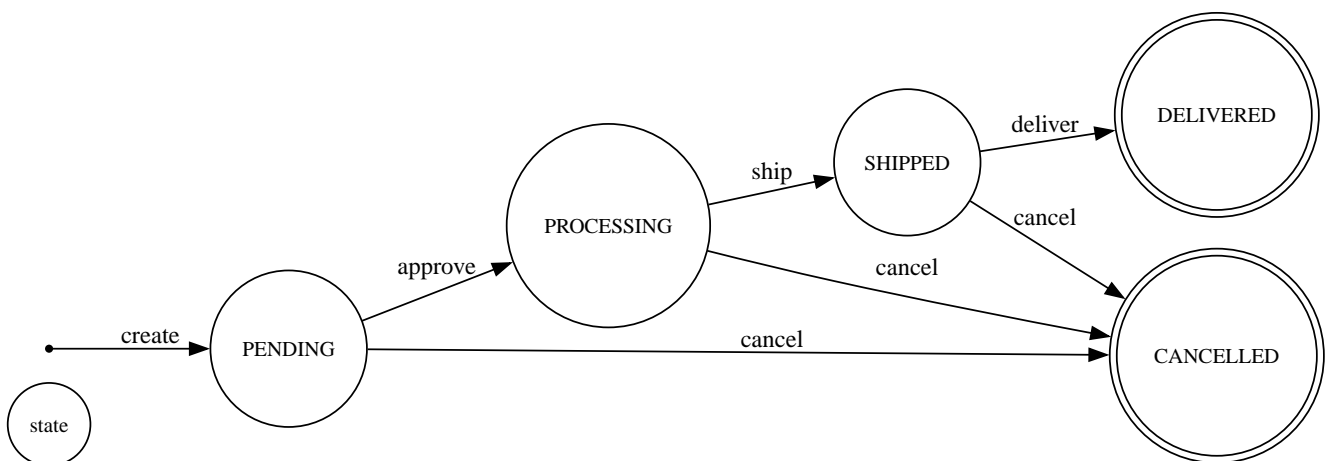 DELIVERED
deliver
SHIPPED
ship
cancel
PROCESSING
approve
cancel
create
PENDING
cancel
CANCELLED
state